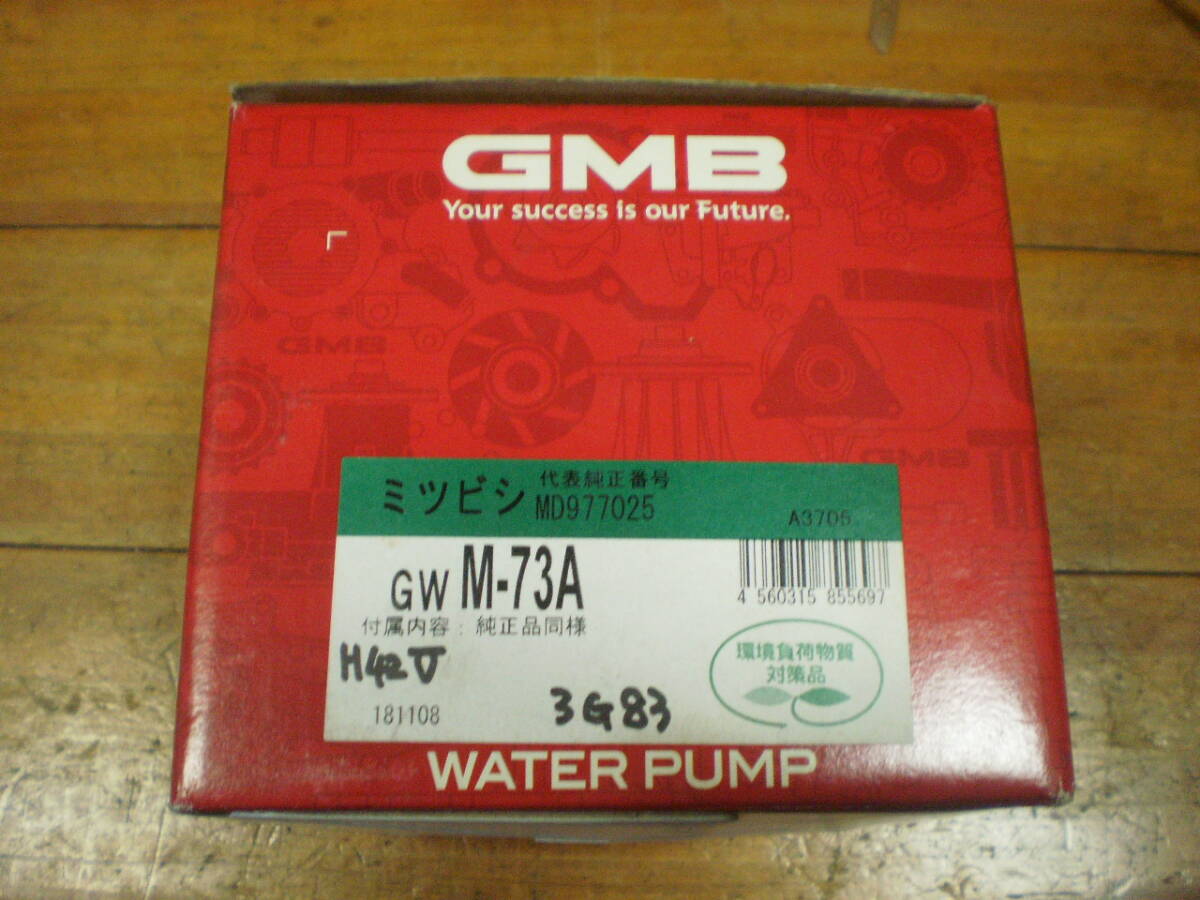 GMB
Your success is our Future.
GMB
GMB
ミツビシ 代表純正番号
MD977025
A3705
GW M-73A
4 560315 855697
付属内容：純正品同様
環境負荷物質
対策品
H42V
181108
3G83
WATER PUMP